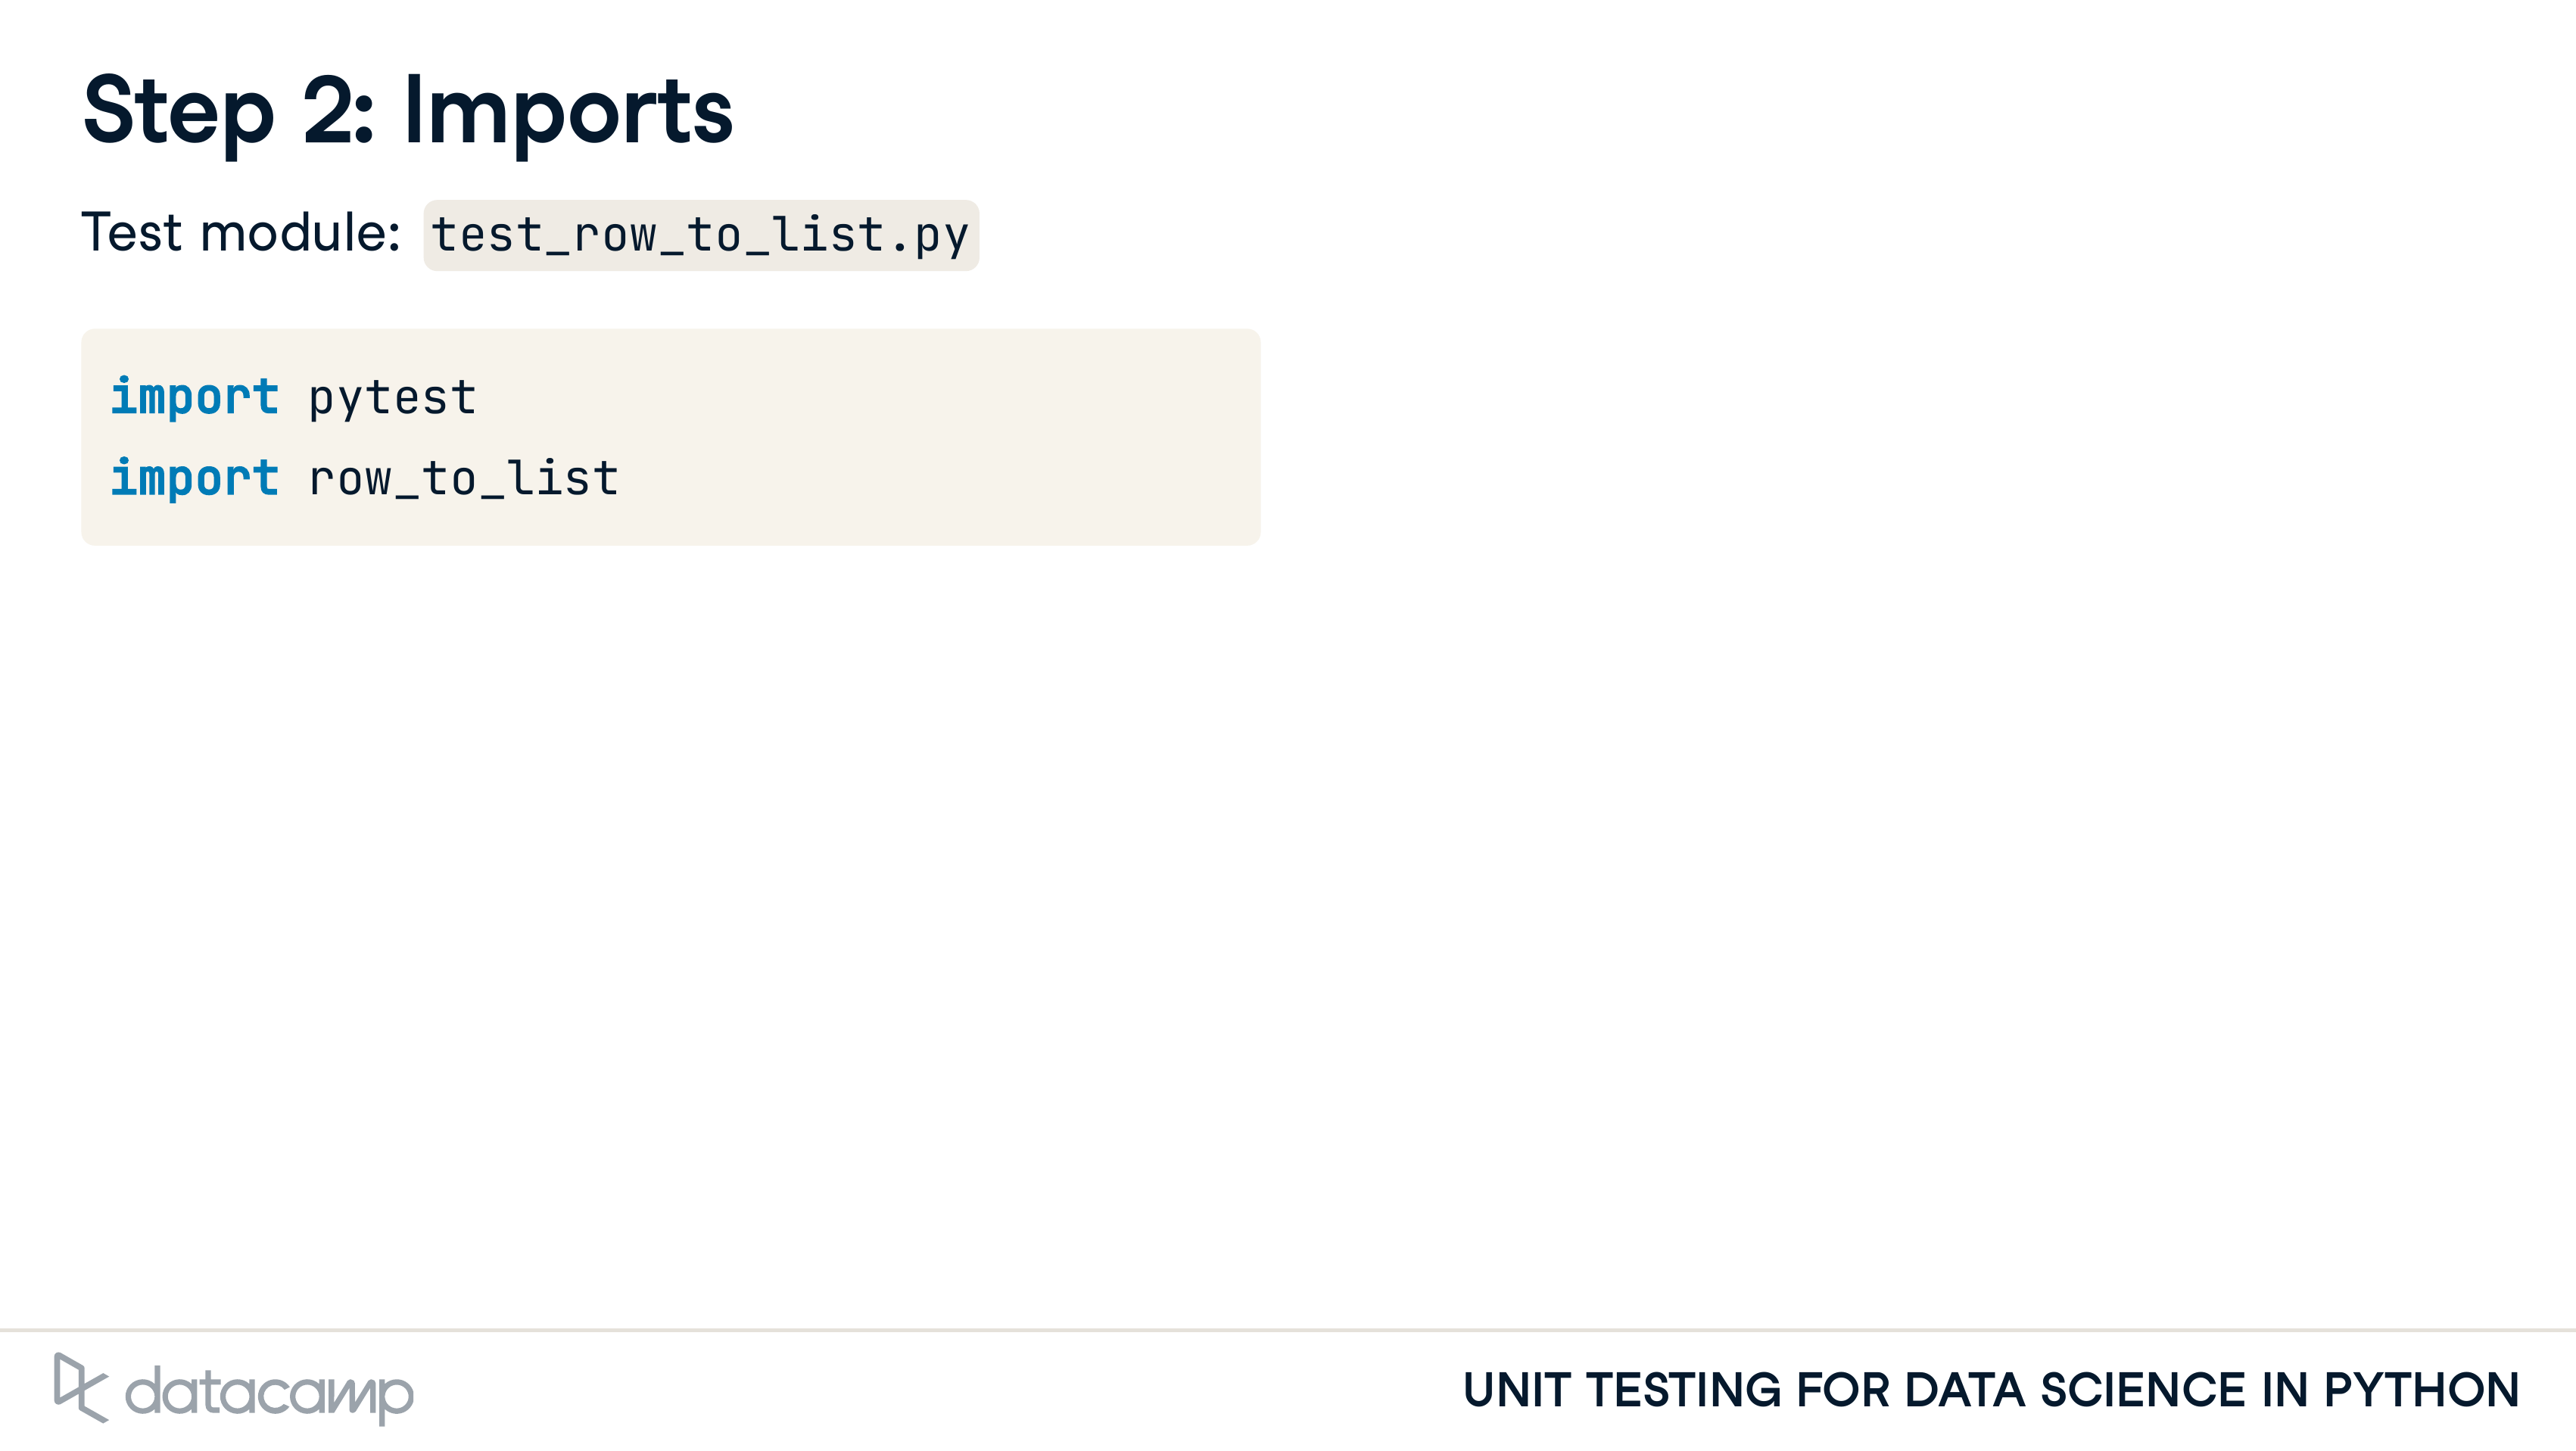 Step 2: Imports
Test module: test_row_to_list.py
import pytest
import row_to_list
datacamp
UNIT TESTING FOR DATA SCIENCE IN PYTHON